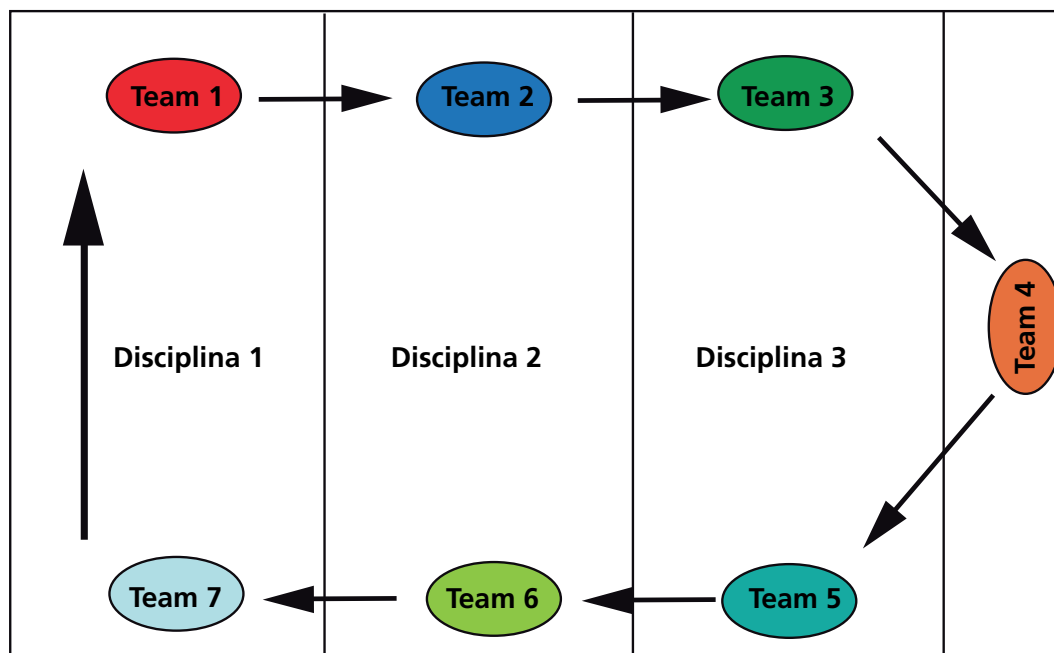 Team 1
Team 2
Team 3
Team 4
Disciplina 1
Disciplina 2
Disciplina 3
Team 7
Team 6
Team 5